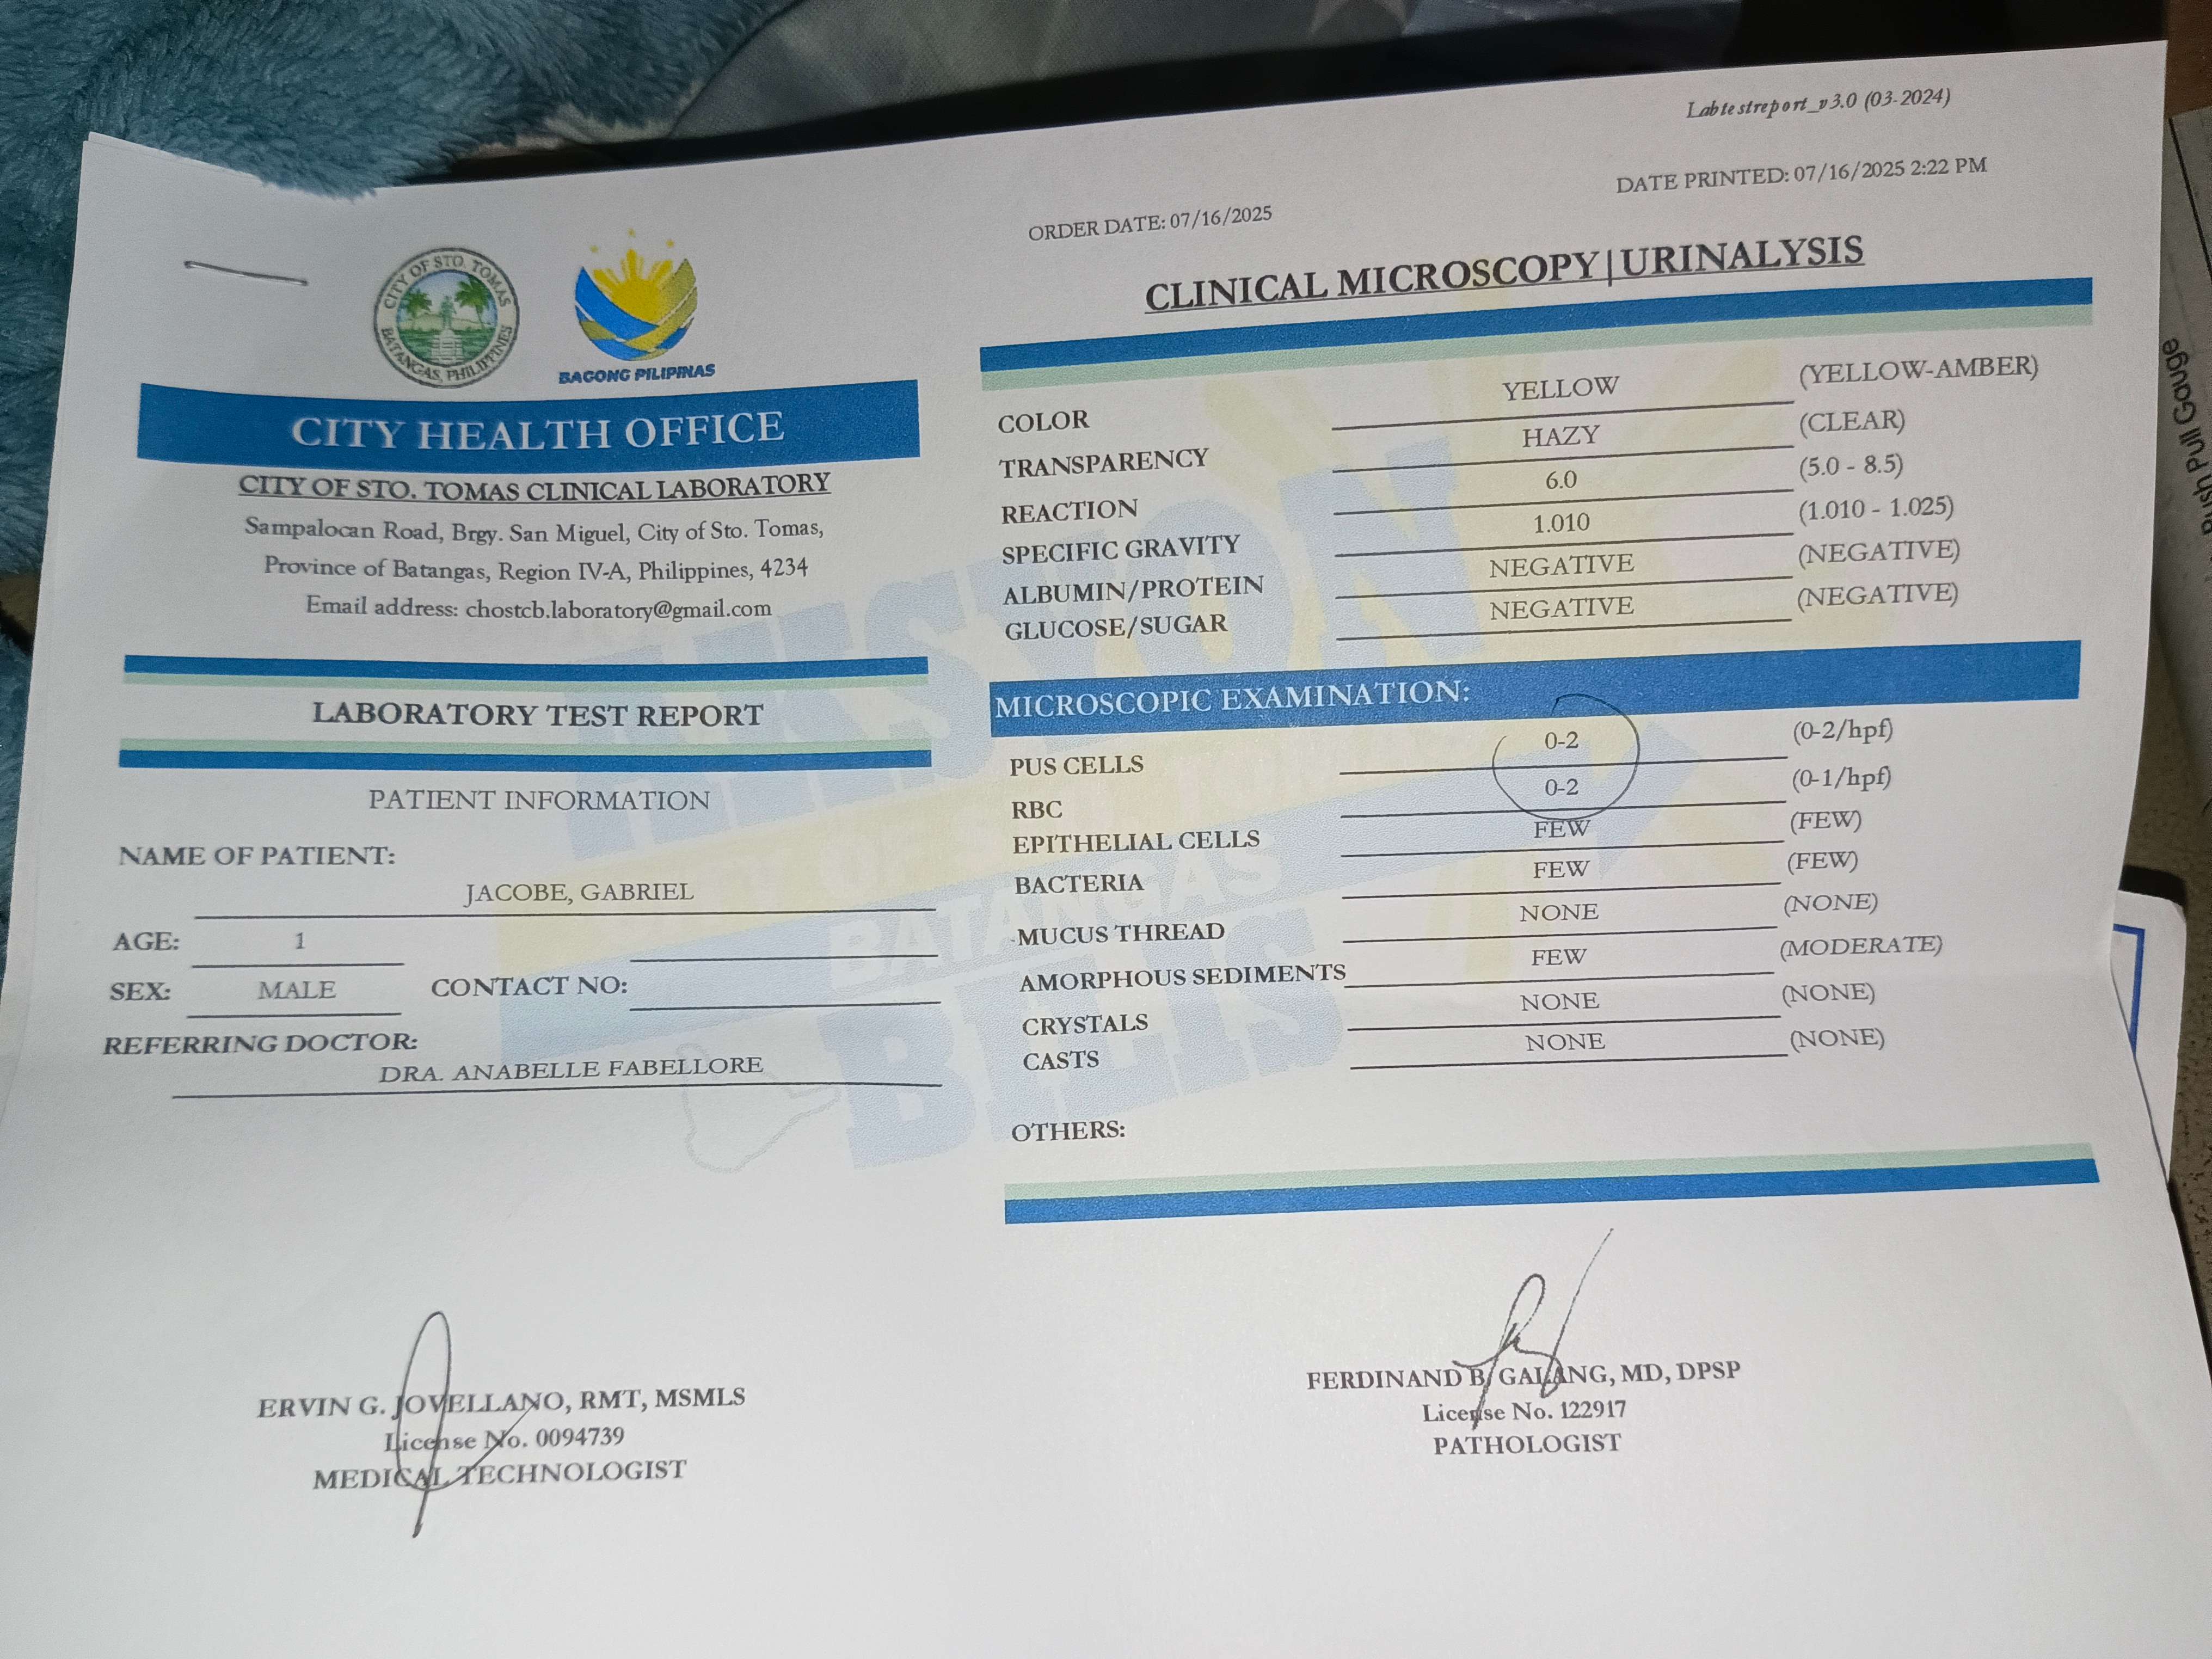 Labtestreport_v3.0 (03-2024)
ORDER DATE: 07/16/2025
DATE PRINTED: 07/16/2025 2:22 PM
CITY OF STO. TOMAS
BATANGAS, PHILIPPINES
BAGONG PILIPINAS
CITY HEALTH OFFICE
CITY OF STO. TOMAS CLINICAL LABORATORY
Sampalocan Road, Brgy. San Miguel, City of Sto. Tomas,
Province of Batangas, Region IV-A, Philippines, 4234
Email address: chostcb.laboratory@gmail.com
LABORATORY TEST REPORT
PATIENT INFORMATION
NAME OF PATIENT:
JACOBE, GABRIEL
AGE: 1
SEX: MALE CONTACT NO:
REFERRING DOCTOR:
DRA. ANABELLE FABELLORE
CLINICAL MICROSCOPY|URINALYSIS
COLOR YELLOW (YELLOW-AMBER)
TRANSPARENCY HAZY (CLEAR)
REACTION 6.0 (5.0 - 8.5)
SPECIFIC GRAVITY 1.010 (1.010 - 1.025)
ALBUMIN/PROTEIN NEGATIVE (NEGATIVE)
GLUCOSE/SUGAR NEGATIVE (NEGATIVE)
MICROSCOPIC EXAMINATION:
PUS CELLS 0-2 (0-2/hpf)
RBC 0-2 (0-1/hpf)
EPITHELIAL CELLS FEW (FEW)
BACTERIA FEW (FEW)
MUCUS THREAD NONE (NONE)
AMORPHOUS SEDIMENTS FEW (MODERATE)
CRYSTALS NONE (NONE)
CASTS NONE (NONE)
OTHERS:
ERVIN G. JOVELLANO, RMT, MSMLS
License No. 0094739
MEDICAL TECHNOLOGIST
FERDINAND B. GALANG, MD, DPSP
License No. 122917
PATHOLOGIST
BATANGAS
BILIS
Pull Gauge